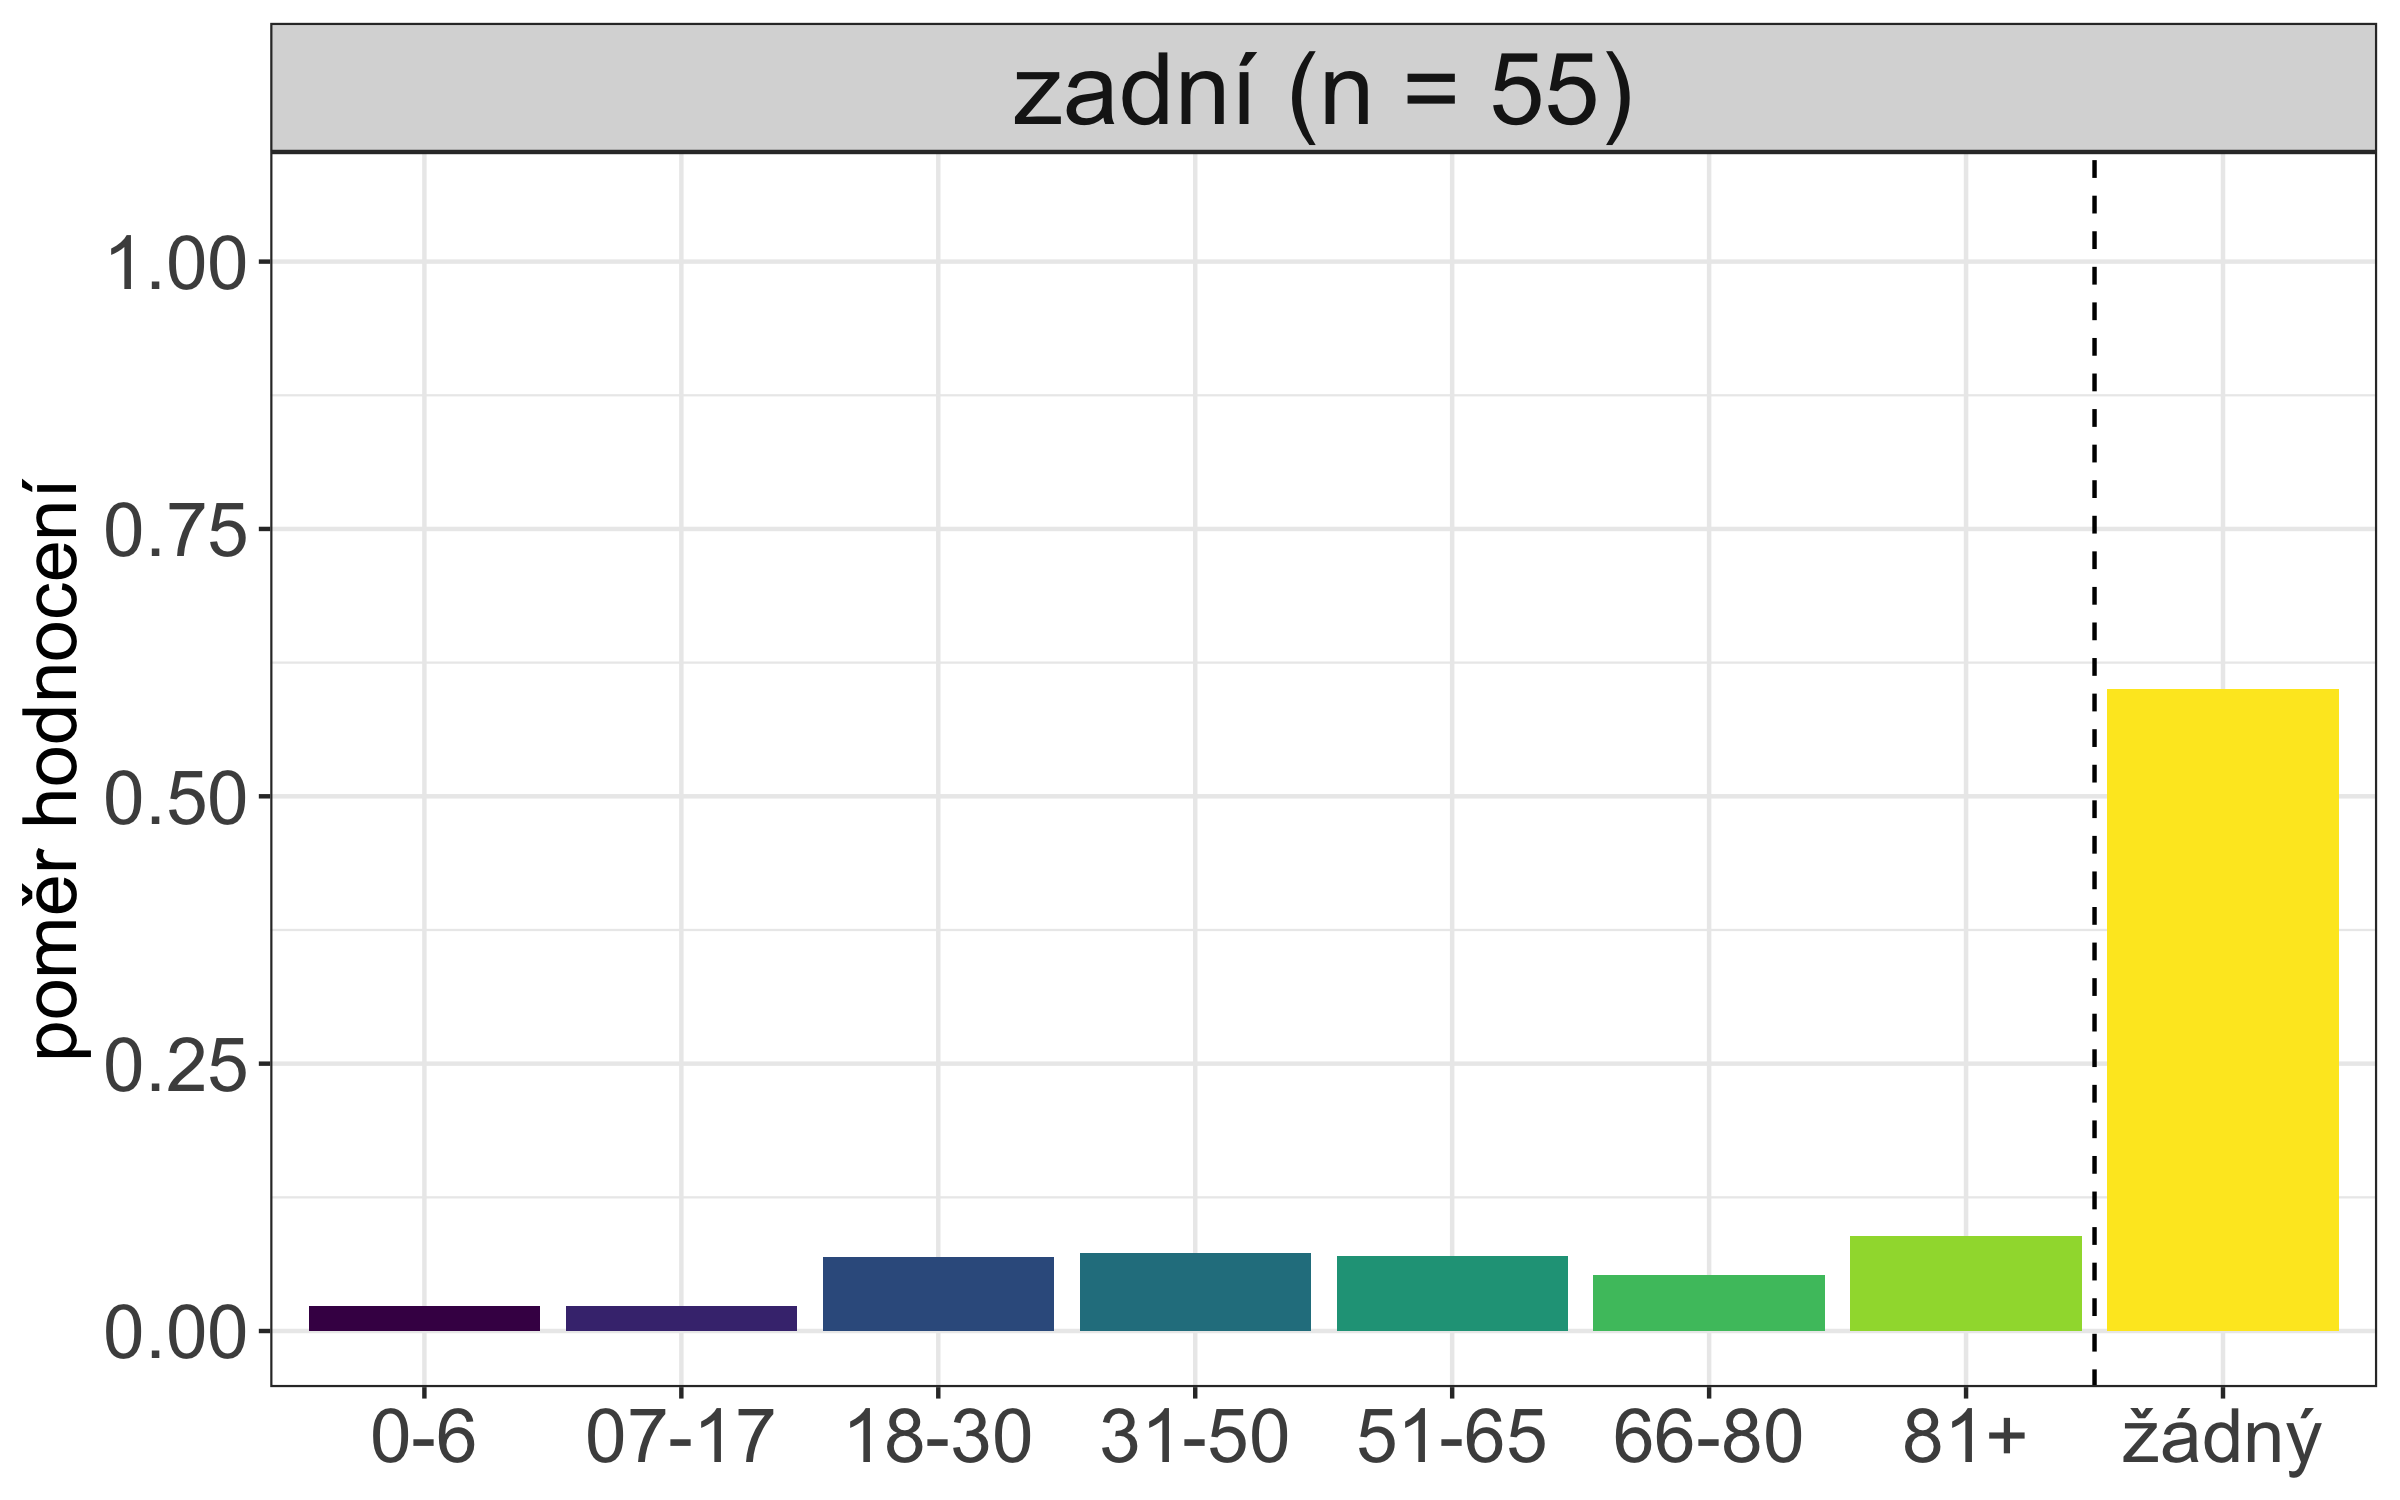 zadní (n = 55)
poměr hodnocení
1.00
0.75
0.50
0.25
0.00
0-6 07-17 18-30 31-50 51-65 66-80 81+ žádný